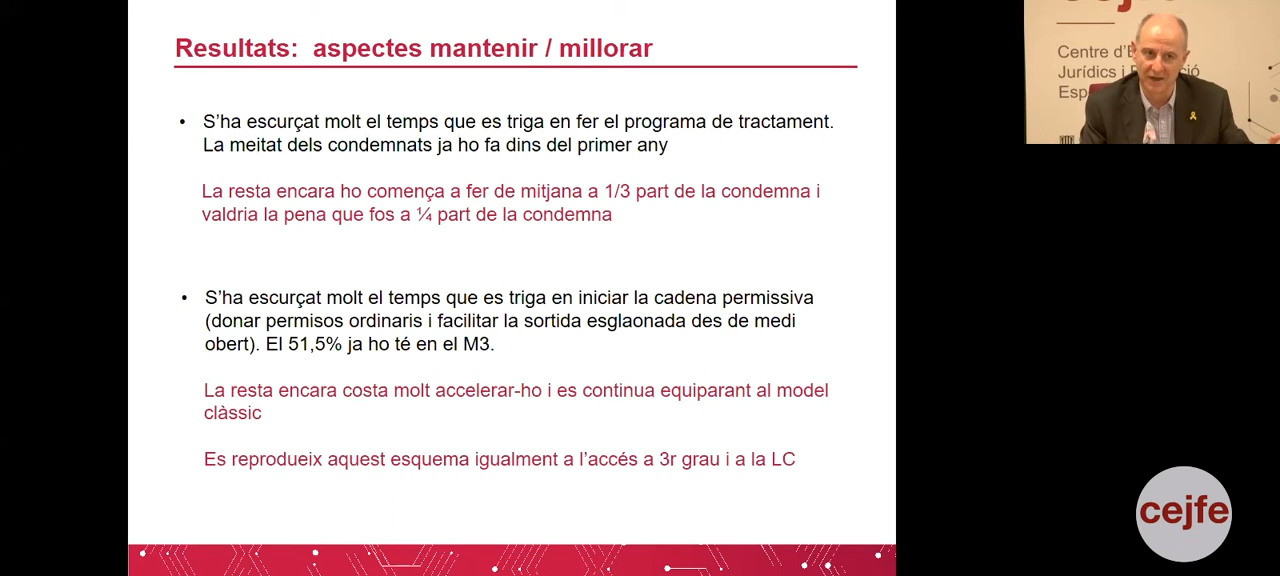 Resultats: aspectes mantenir / millorar
• S'ha escurçat molt el temps que es triga en fer el programa de tractament.
La meitat dels condemnats ja ho fa dins del primer any
La resta encara ho comença a fer de mitjana a 1/3 part de la condemna i
valdria la pena que fos a ¼ part de la condemna
• S'ha escurçat molt el temps que es triga en iniciar la cadena permissiva
(donar permisos ordinaris i facilitar la sortida esglaonada des de medi
obert). El 51,5% ja ho té en el M3.
La resta encara costa molt accelerar-ho i es continua equiparant al model
clàssic
Es reprodueix aquest esquema igualment a l'accés a 3r grau i a la LC
Centre d'E
Jurídics i
cejfe